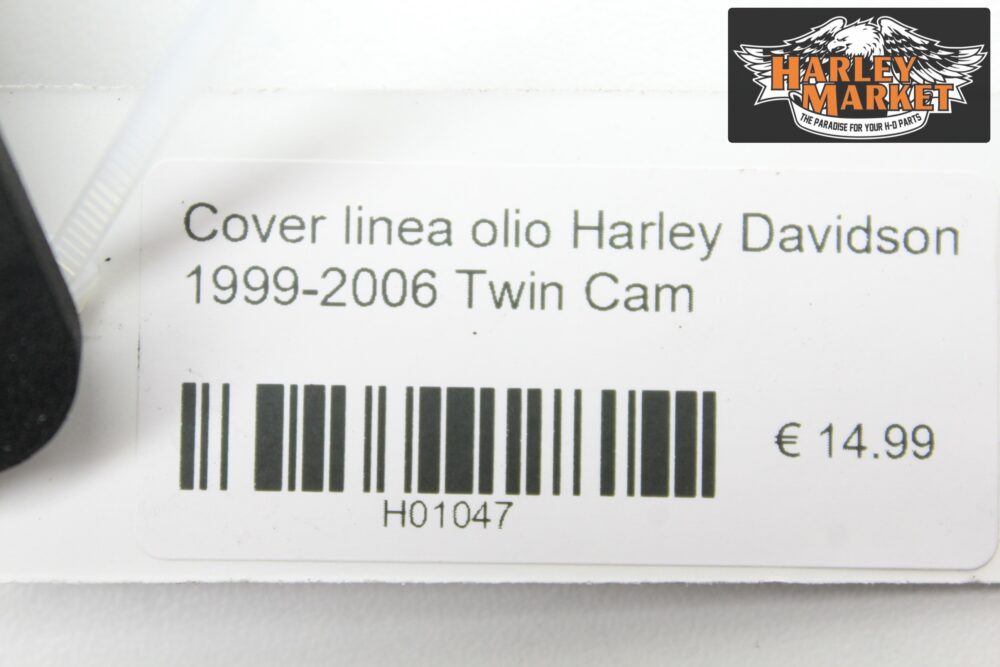 HARLEY
MARKET
THE PARADISE FOR YOUR H-D PARTS
Cover linea olio Harley Davidson
1999-2006 Twin Cam
€ 14.99
H01047